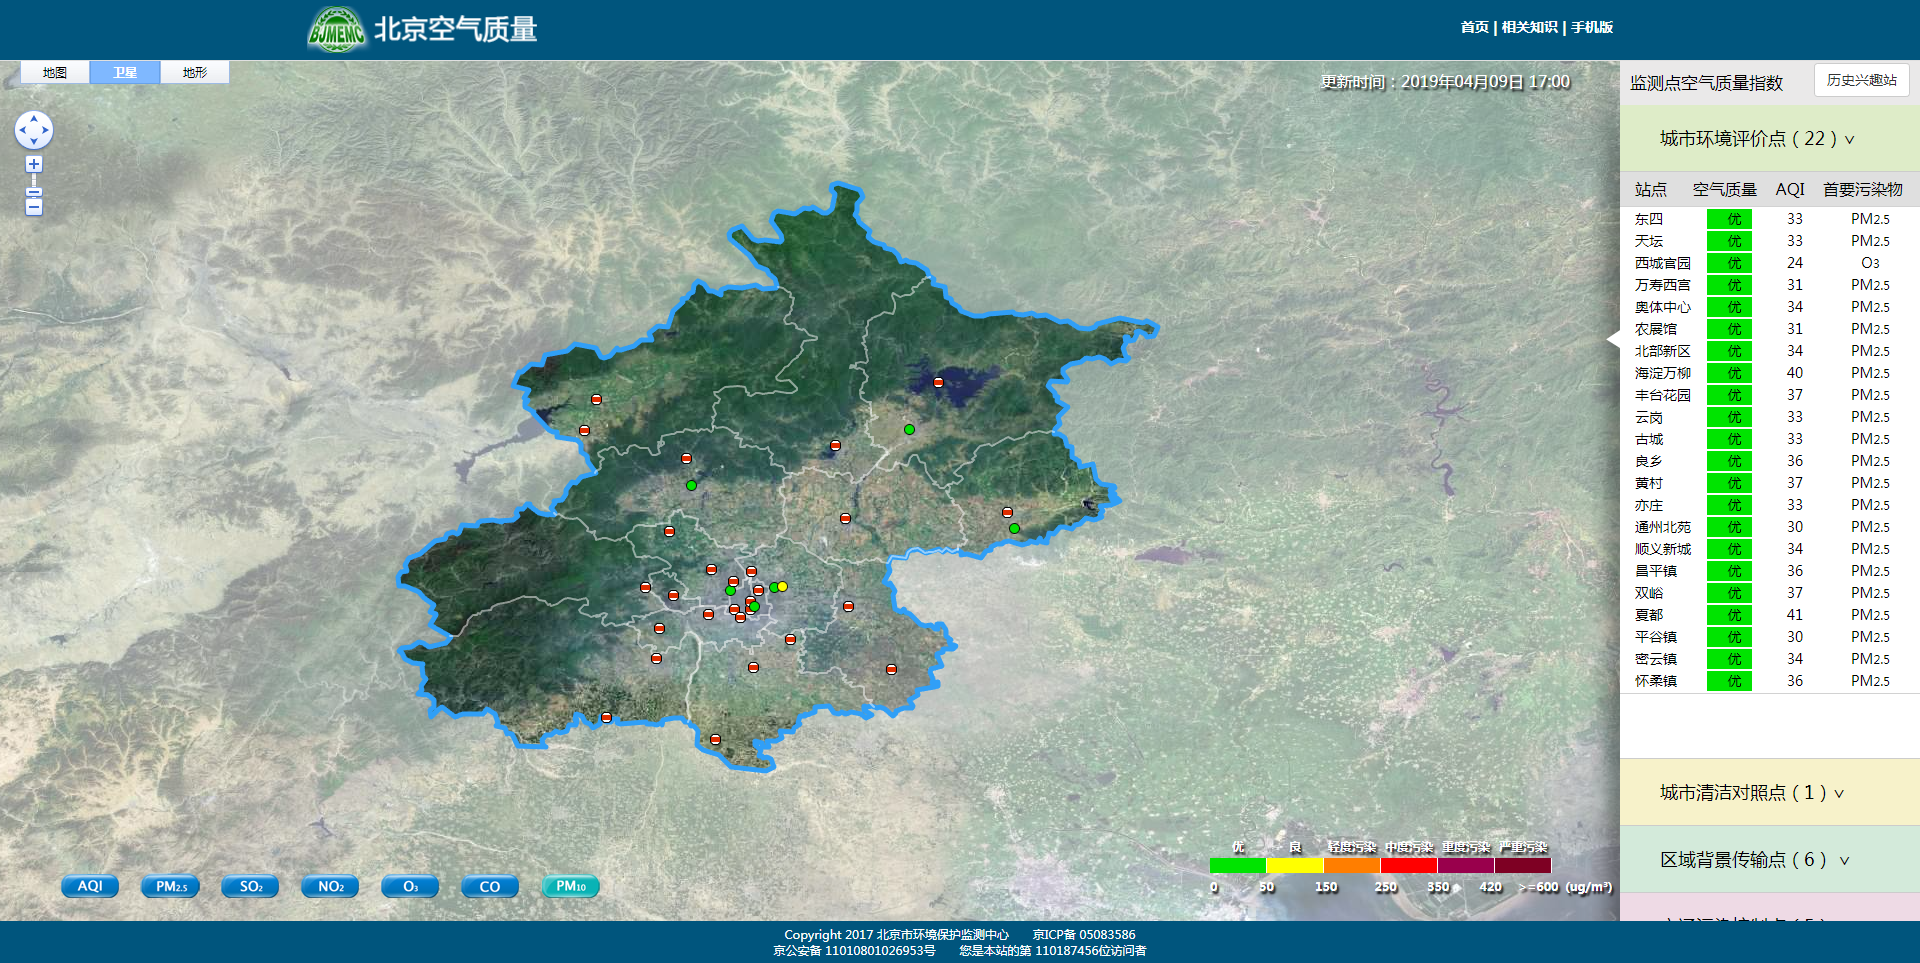 BJMEMC 北京空气质量
首页 | 相关知识 | 手机版
地图 卫星 地形
更新时间：2019年04月09日 17:00
监测点空气质量指数 历史兴趣站
城市环境评价点（22）
站点 空气质量 AQI 首要污染物
东四 优 33 PM2.5
天坛 优 33 PM2.5
西城官园 优 24 O3
万寿西宫 优 31 PM2.5
奥体中心 优 34 PM2.5
农展馆 优 31 PM2.5
北部新区 优 34 PM2.5
海淀万柳 优 40 PM2.5
丰台花园 优 37 PM2.5
云岗 优 33 PM2.5
古城 优 33 PM2.5
良乡 优 36 PM2.5
黄村 优 37 PM2.5
亦庄 优 33 PM2.5
通州北苑 优 30 PM2.5
顺义新城 优 34 PM2.5
昌平镇 优 36 PM2.5
双峪 优 37 PM2.5
夏都 优 41 PM2.5
平谷镇 优 30 PM2.5
密云镇 优 34 PM2.5
怀柔镇 优 36 PM2.5
城市清洁对照点（1）
区域背景传输点（6）
优 良 轻度污染 中度污染 重度污染 严重污染
0 50 150 250 350 420 >=600 (ug/m³)
AQI PM2.5 SO2 NO2 O3 CO PM10
Copyright 2017 北京市环境保护监测中心 京ICP备 05083586
京公安备 11010801026953号 您是本站的第 110187456位访问者